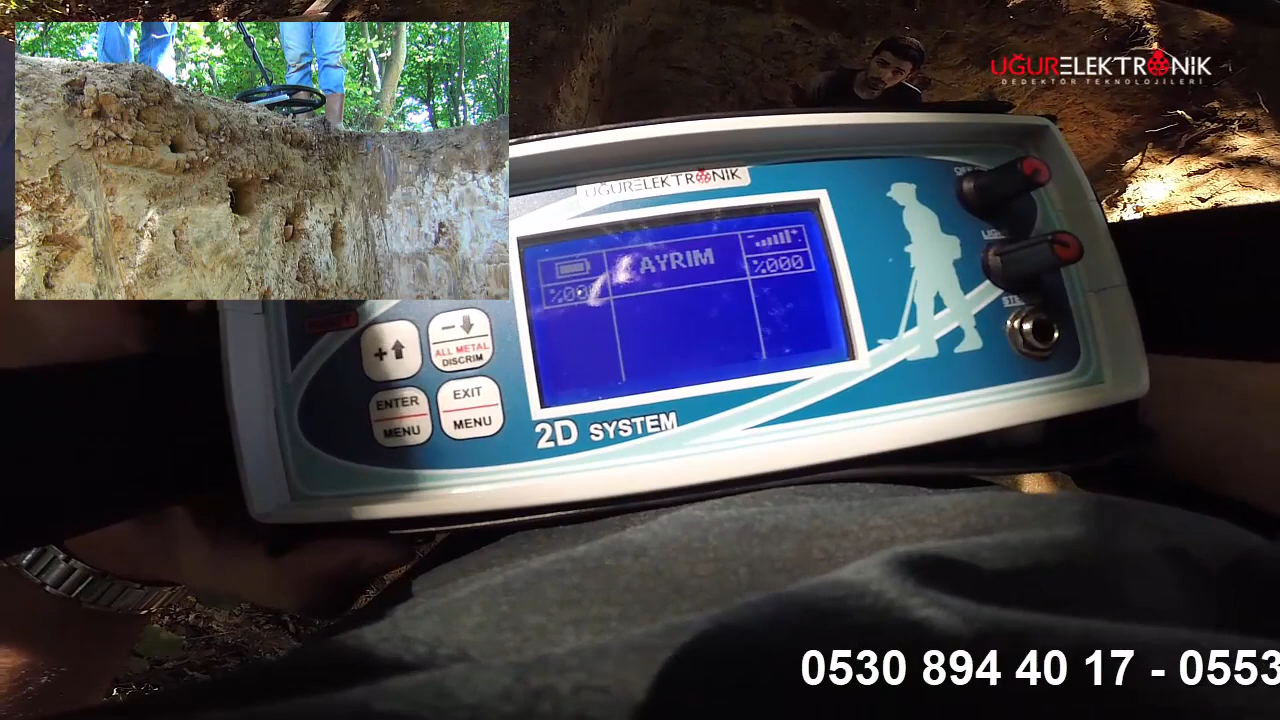 UĞURELEKTRONİK
DEDEKTÖR TEKNOLOJİLERİ
UĞURELEKTRONİK
AYRIM
%000
+
-
ALL METAL
DISCRIM
ENTER
MENU
EXIT
MENU
2D SYSTEM
0530 894 40 17 - 0553